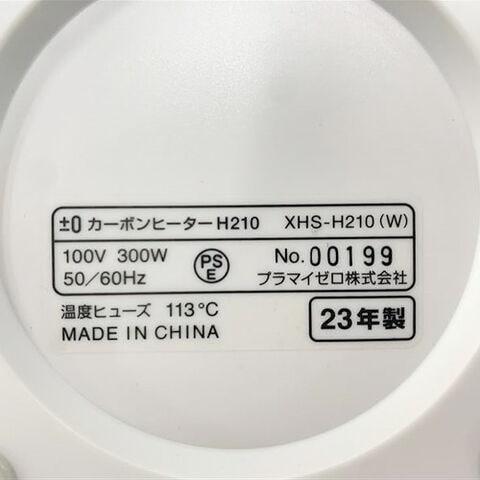 ±0 カーボンヒーター H210 XHS-H210 (W)
100V 300W
50/60Hz
PS
E
No. 00199
プラマイゼロ株式会社
温度ヒューズ 113℃
MADE IN CHINA
23年製